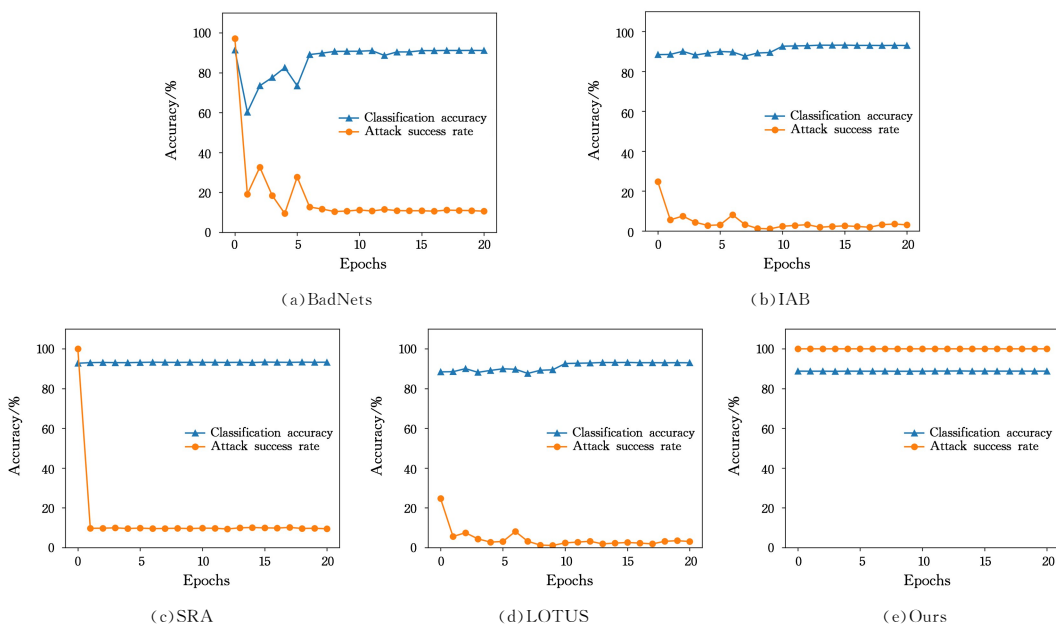 100
80
60
40
20
0
Accuracy/%
Classification accuracy
Attack success rate
0 5 10 15 20
Epochs
(a)BadNets
100
80
60
40
20
0
Accuracy/%
Classification accuracy
Attack success rate
0 5 10 15 20
Epochs
(b)IAB
100
80
60
40
20
0
Accuracy/%
Classification accuracy
Attack success rate
0 5 10 15 20
Epochs
(c)SRA
100
80
60
40
20
0
Accuracy/%
Classification accuracy
Attack success rate
0 5 10 15 20
Epochs
(d)LOTUS
100
80
60
40
20
0
Accuracy/%
Classification accuracy
Attack success rate
0 5 10 15 20
Epochs
(e)Ours